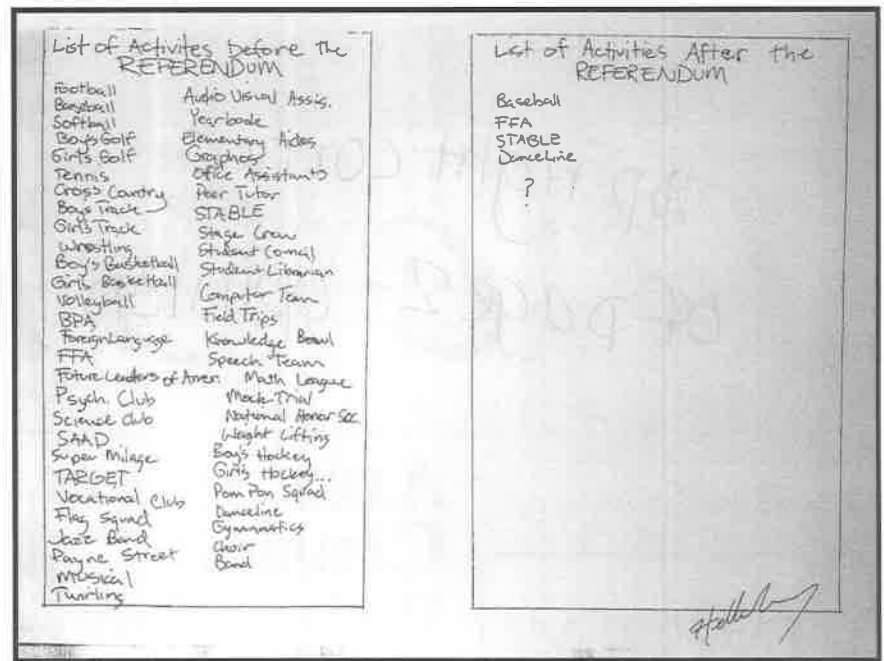 List of Activites Before The
REFERENDUM
Football
Baseball
Softball
Boy's Golf
Girl's Golf
Tennis
Cross Country
Boys Track
Girls Track
Wrestling
Boy's Basketball
Girls Basketball
Volleyball
BPA
Foreign Language
FFA
Future Leaders of Amer.
Psych. Club
Science Club
SAAD
Super Milage
TARGET
Vocational Club
Flag Squad
Jazz Band
Payne Street
Musical
Twirling
Audio Visual Assis.
Yearbook
Elementary Aides
Graphos
Office Assistants
Peer Tutor
STABLE
Stage Crew
Student Council
Student Librarian
Computer Team
Field Trips
Knowledge Bowl
Speech Team
Math League
Mock Trial
National Honor Soc.
Weight Lifting
Boy's Hockey
Girls Hockey...
Pom Pon Squad
Danceline
Gymnastics
Choir
Band
List of Activities After the
REFERENDUM
Baseball
FFA
STABLE
DanceLine
?